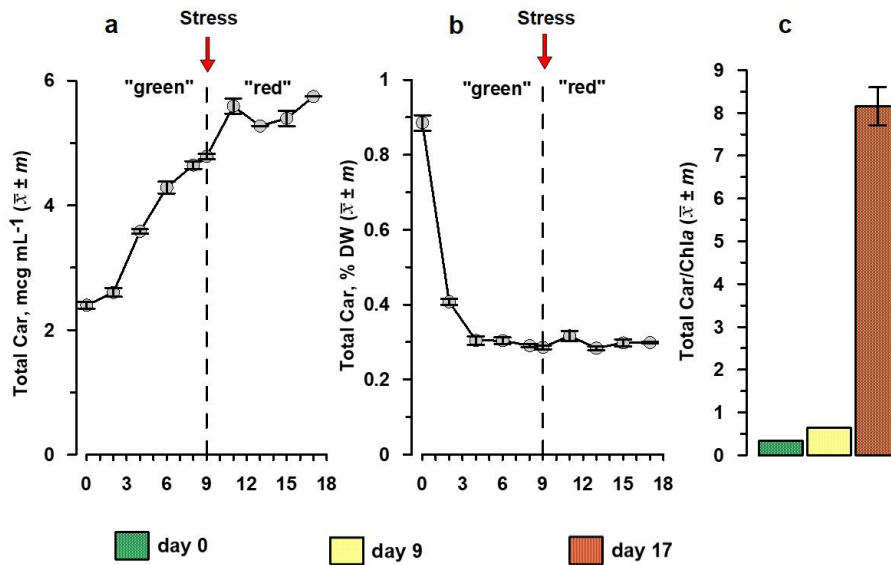 Stress
Stress
a
b
c
"green"
"red"
"green"
"red"
Total Car, mcg mL-1 (x̅ ± m)
6
4
2
0
0 3 6 9 12 15 18
Total Car, % DW (x̅ ± m)
1
0.8
0.6
0.4
0.2
0
0 3 6 9 12 15 18
Total Car/Chla (x̅ ± m)
9
8
7
6
5
4
3
2
1
0
day 0
day 9
day 17